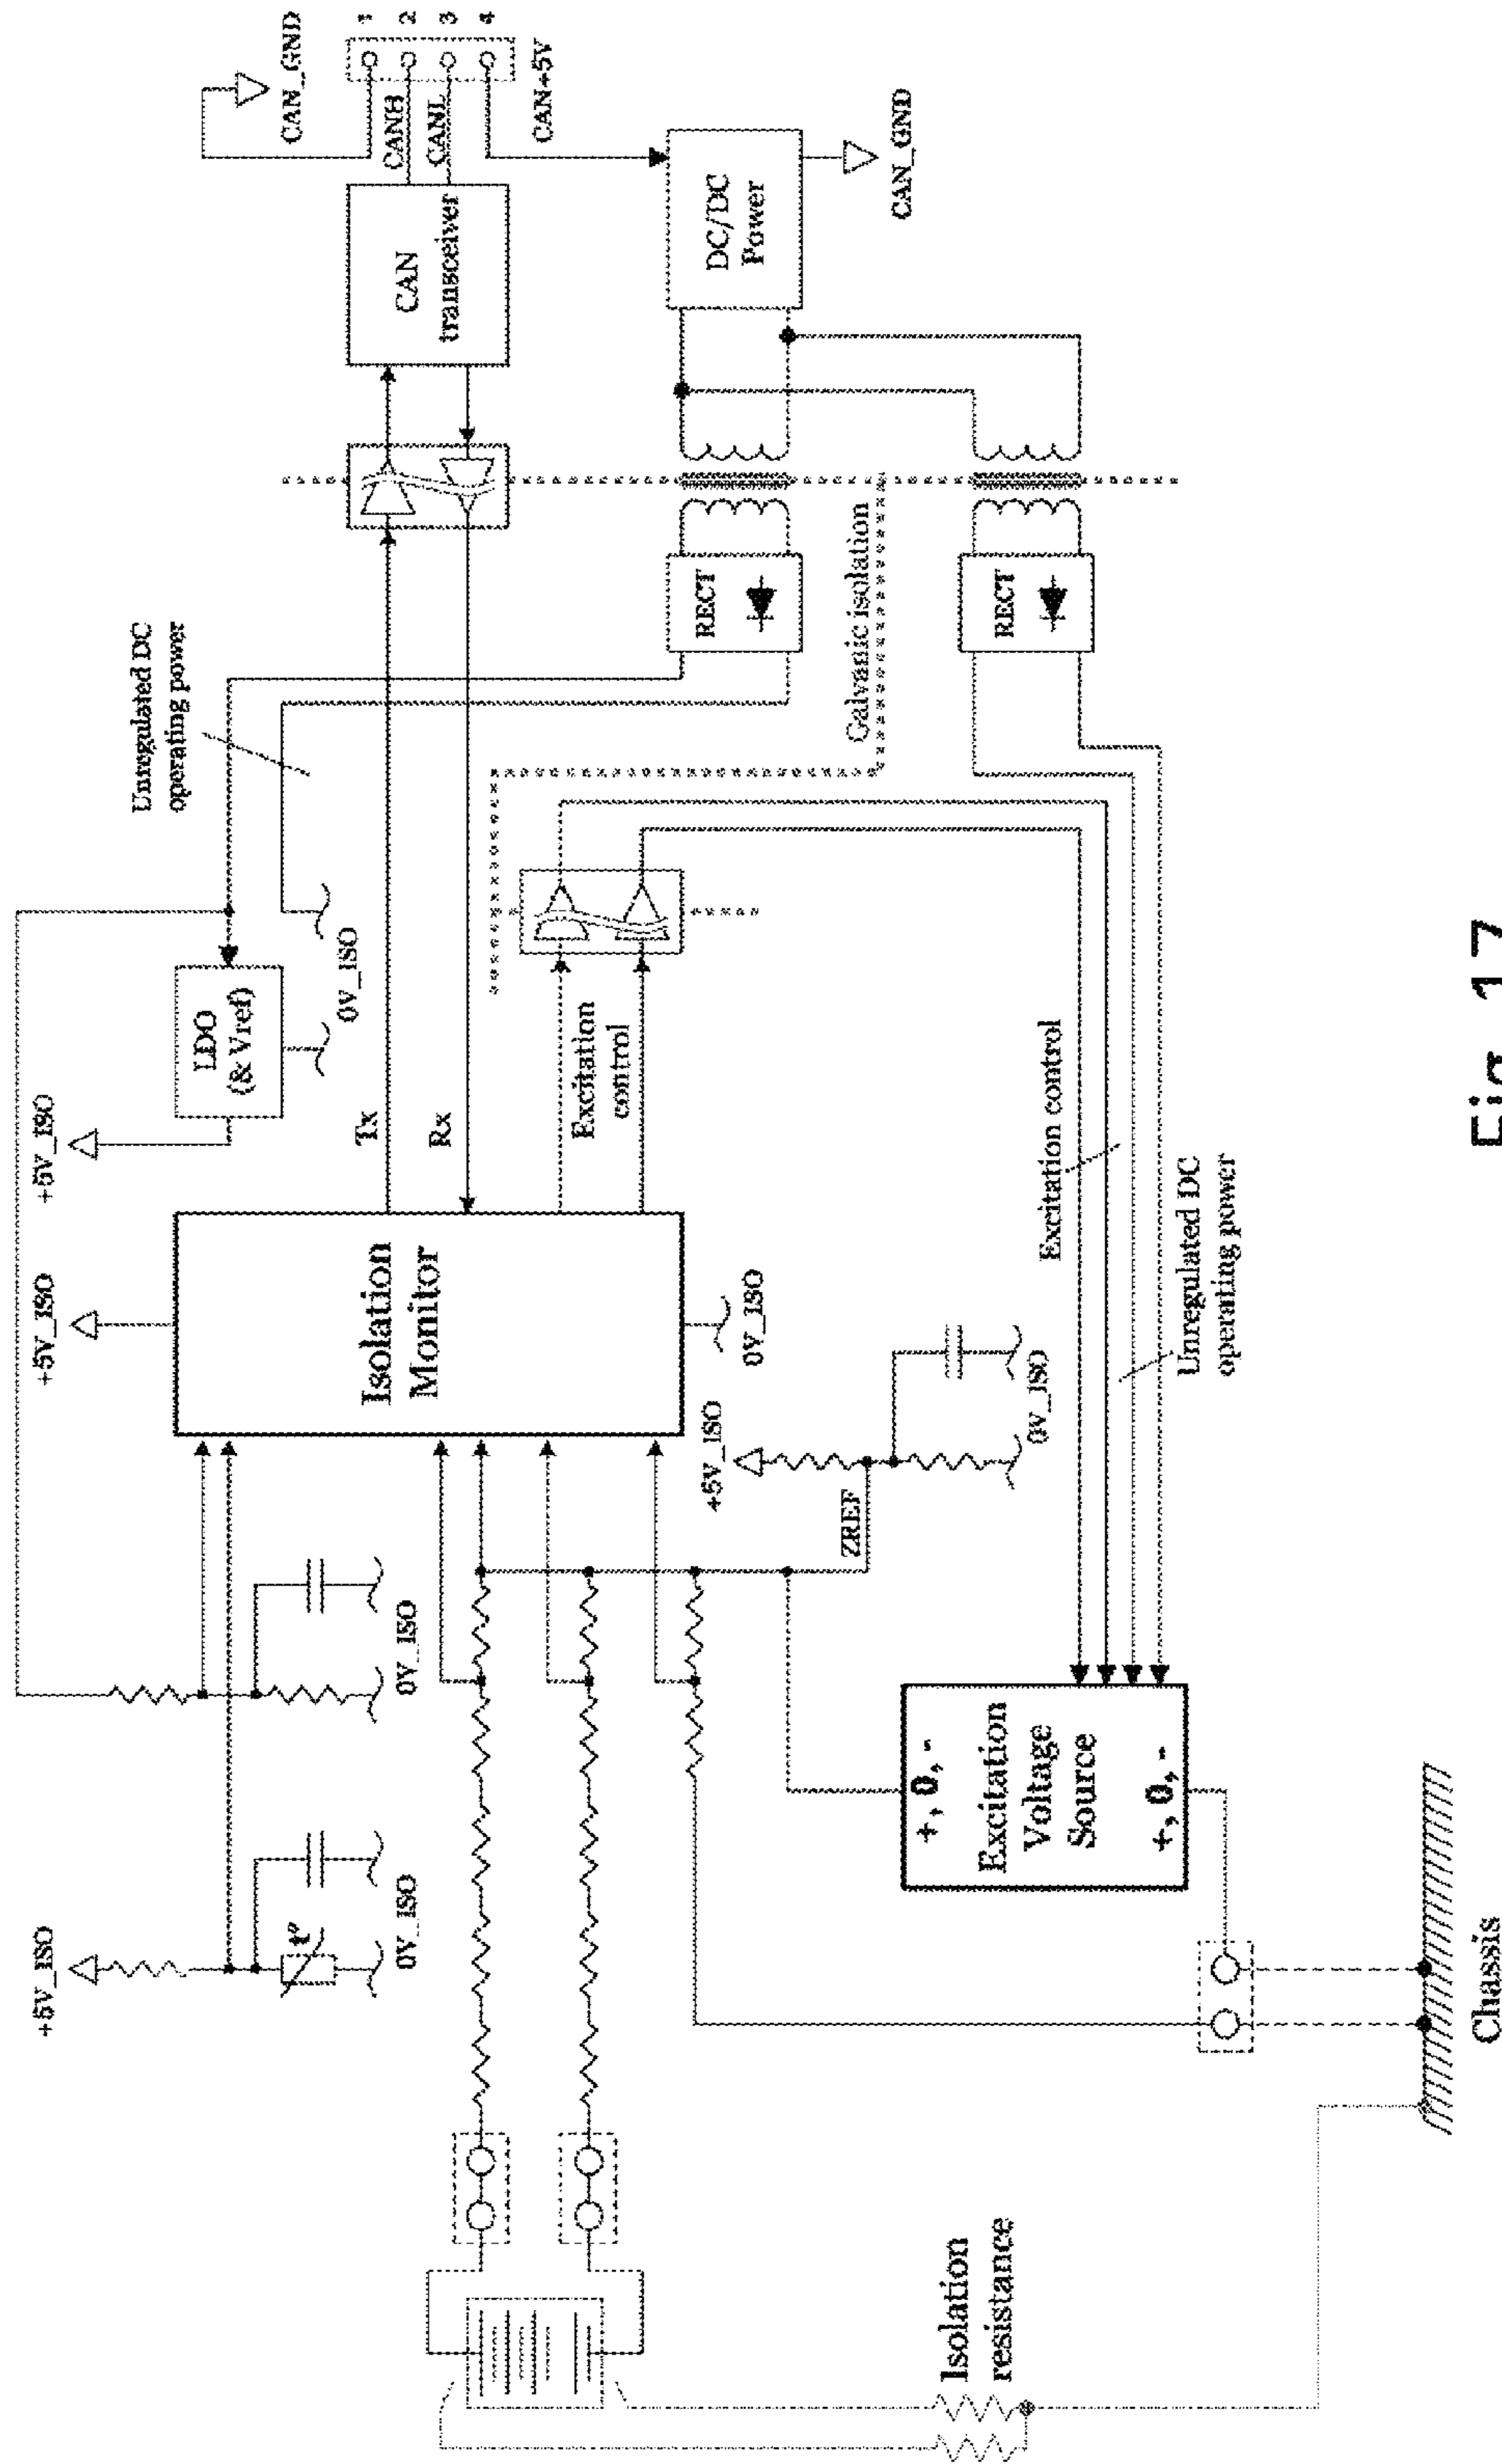 +5V_ISO
+5V_ISO
+5V_ISO
Unregulated DC
operating power
CAN_GND
1
2
3
4
t°
0V_ISO
0V_ISO
Isolation
Monitor
LDO
(& Vref)
0V_ISO
Tx
Rx
CAN
transceiver
CANH
CANL
CAN+5V
Excitation
control
0V_ISO
RECT
DC/DC
Power
CAN_GND
Galvanic isolation
+5V_ISO
ZREF
0V_ISO
RECT
Isolation
resistance
+, 0, -
Excitation
Voltage
Source
+, 0, -
Excitation control
Unregulated DC
operating power
Chassis
Fig. 17